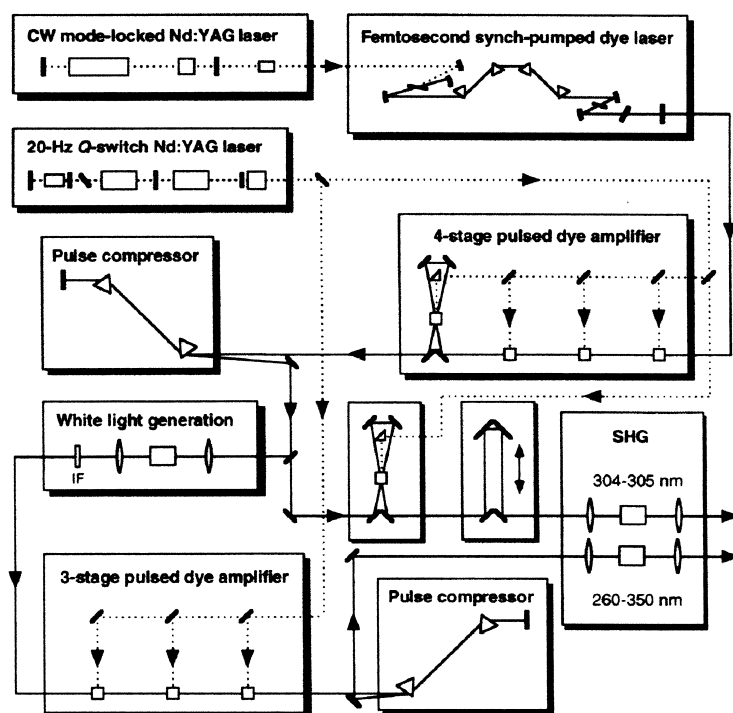 CW mode-locked Nd:YAG laser
Femtosecond synch-pumped dye laser
20-Hz Q-switch Nd:YAG laser
4-stage pulsed dye amplifier
Pulse compressor
White light generation
IF
SHG
304-305 nm
260-350 nm
3-stage pulsed dye amplifier
Pulse compressor